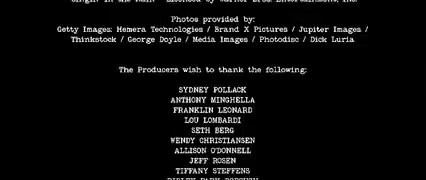 Photos provided by:
Getty Images: Hemera Technologies / Brand X Pictures / Jupiter Images /
Thinkstock / George Doyle / Media Images / Photodisc / Dick Luria
The Producers wish to thank the following:
SYDNEY POLLACK
ANTHONY MINGHELLA
FRANKLIN LEONARD
LOU LOMBARDI
SETH BERG
WENDY CHRISTIANSEN
ALLISON O'DONNELL
JEFF ROSEN
TIFFANY STEFFENS